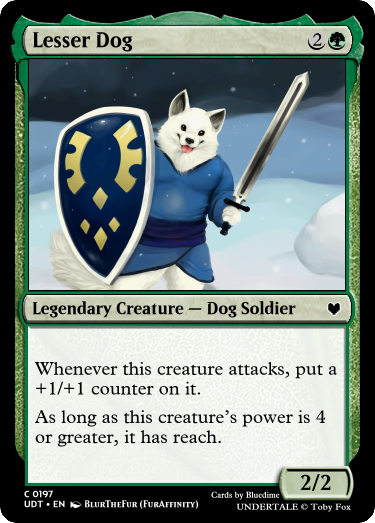 Lesser Dog 2
Legendary Creature — Dog Soldier
Whenever this creature attacks, put a
+1/+1 counter on it.
As long as this creature's power is 4
or greater, it has reach.
2/2
C 0197
UDT • EN BlurTheFur (FurAffinity)
Cards by Bluedime
UNDERTALE © Toby Fox